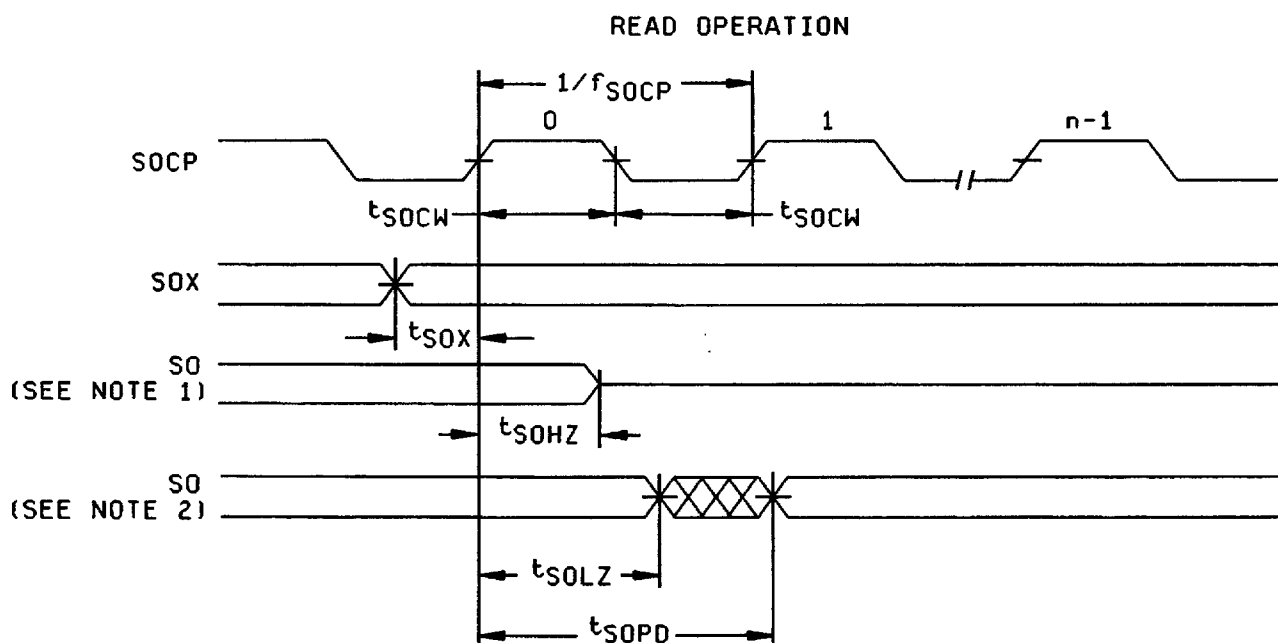 READ OPERATION
1/fSOCP
0
1
n-1
SOCP
tSOCW
tSOCW
SOX
tSOX
SO
(SEE NOTE 1)
tSOHZ
SO
(SEE NOTE 2)
tSOLZ
tSOPD